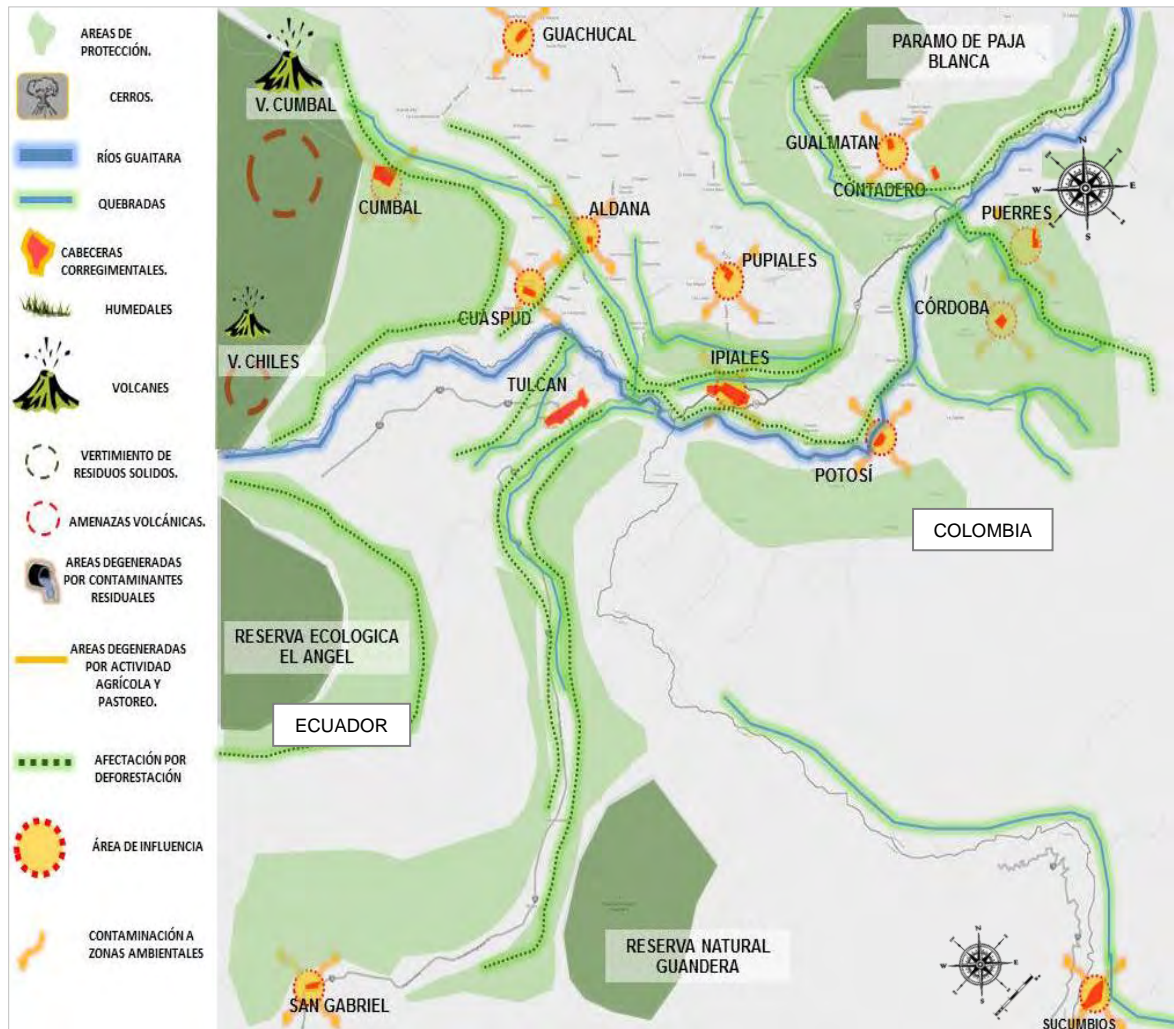 AREAS DE
PROTECCIÓN.
CERROS.
RÍOS GUAITARA
QUEBRADAS
CABECERAS
CORREGIMENTALES.
HUMEDALES
VOLCANES
VERTIMIENTO DE
RESIDUOS SOLIDOS.
AMENAZAS VOLCÁNICAS.
AREAS DEGENERADAS
POR CONTAMINANTES
RESIDUALES
AREAS DEGENERADAS
POR ACTIVIDAD
AGRÍCOLA Y
PASTOREO.
AFECTACIÓN POR
DEFORESTACIÓN
ÁREA DE INFLUENCIA
CONTAMINACIÓN A
ZONAS AMBIENTALES
GUACHUCAL
PARAMO DE PAJA
BLANCA
V. CUMBAL
GUALMATAN
CONTADERO
N
W
E
S
CUMBAL
ALDANA
PUERRES
PUPIALES
CUASPUD
CÓRDOBA
V. CHILES
IPIALES
TULCAN
POTOSÍ
COLOMBIA
RESERVA ECOLOGICA
EL ANGEL
ECUADOR
RESERVA NATURAL
GUANDERA
N
W
E
S
SAN GABRIEL
SUCUMBIOS